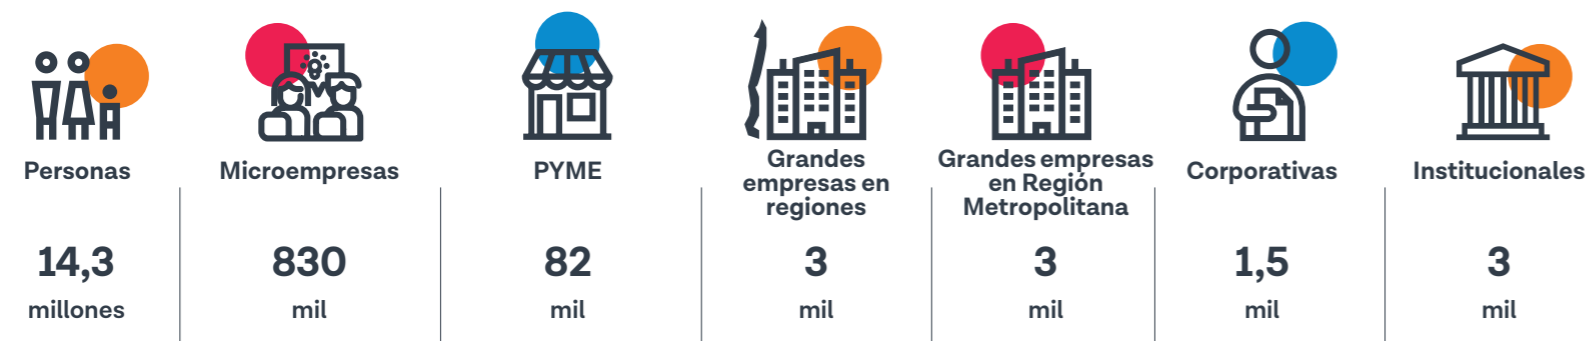 Personas
14,3
millones
Microempresas
830
mil
PYME
82
mil
Grandes
empresas en
regiones
3
mil
Grandes empresas
en Región
Metropolitana
3
mil
Corporativas
1,5
mil
Institucionales
3
mil